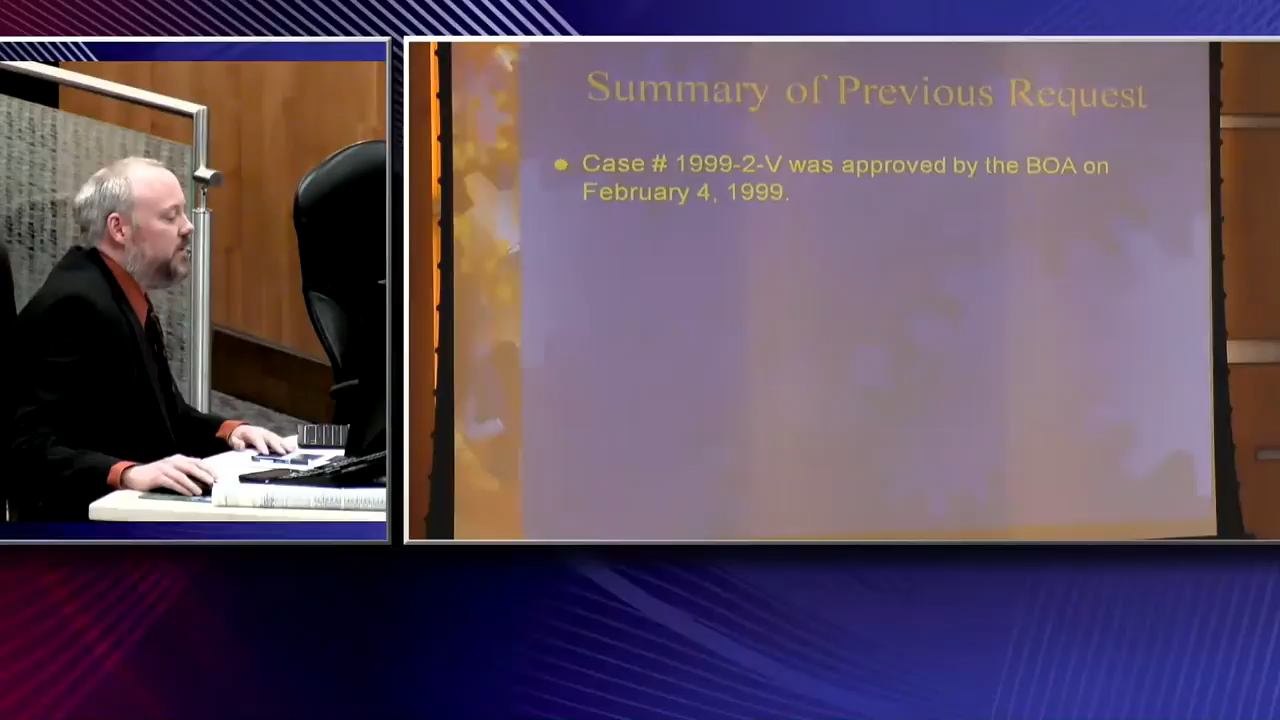 Summary of Previous Request
Case # 1999-2-V was approved by the BOA on
February 4, 1999.